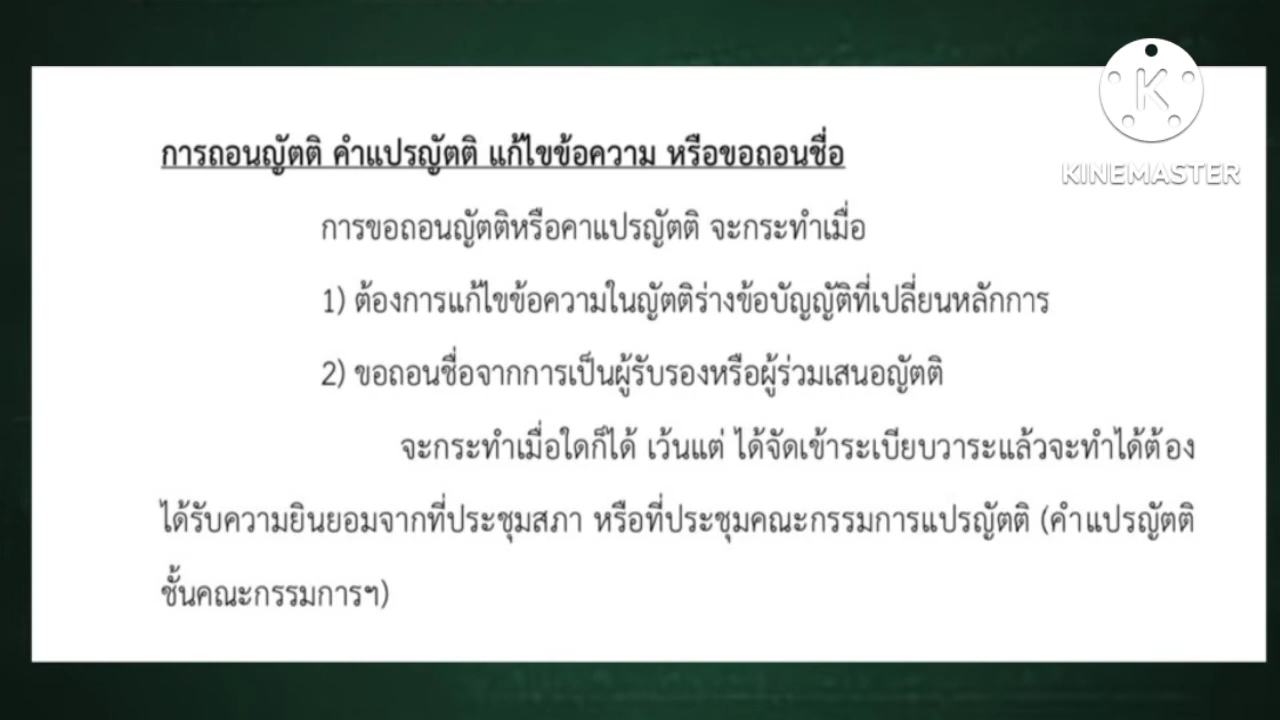 การถอนญัตติ คำแปรญัตติ แก้ไขข้อความ หรือขอถอนชื่อ
การขอถอนญัตติหรือคาแปรญัตติ จะกระทำเมื่อ
1) ต้องการแก้ไขข้อความในญัตติร่างข้อบัญญัติที่เปลี่ยนหลักการ
2) ขอถอนชื่อจากการเป็นผู้รับรองหรือผู้ร่วมเสนอญัตติ
จะกระทำเมื่อใดก็ได้ เว้นแต่ ได้จัดเข้าระเบียบวาระแล้วจะทำได้ต้อง
ได้รับความยินยอมจากที่ประชุมสภา หรือที่ประชุมคณะกรรมการแปรญัตติ (คำแปรญัตติ
ชั้นคณะกรรมการฯ)
K
KINEMASTER